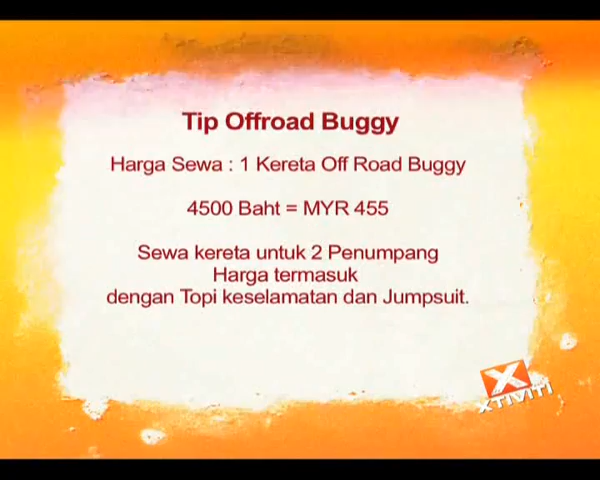 Tip Offroad Buggy
Harga Sewa : 1 Kereta Off Road Buggy
4500 Baht = MYR 455
Sewa kereta untuk 2 Penumpang
Harga termasuk
dengan Topi keselamatan dan Jumpsuit.
X
XTIVITI